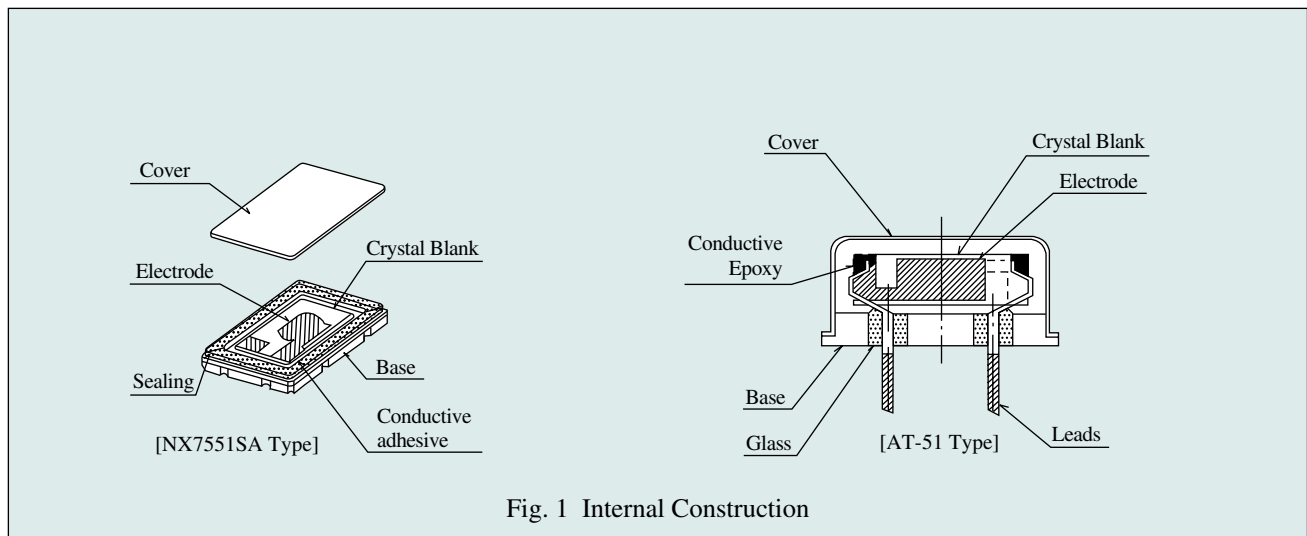 Cover
Crystal Blank
Electrode
Sealing
Base
Conductive
adhesive
[NX7551SA Type]
Cover
Crystal Blank
Electrode
Conductive
Epoxy
Base
Glass
Leads
[AT-51 Type]
Fig. 1 Internal Construction